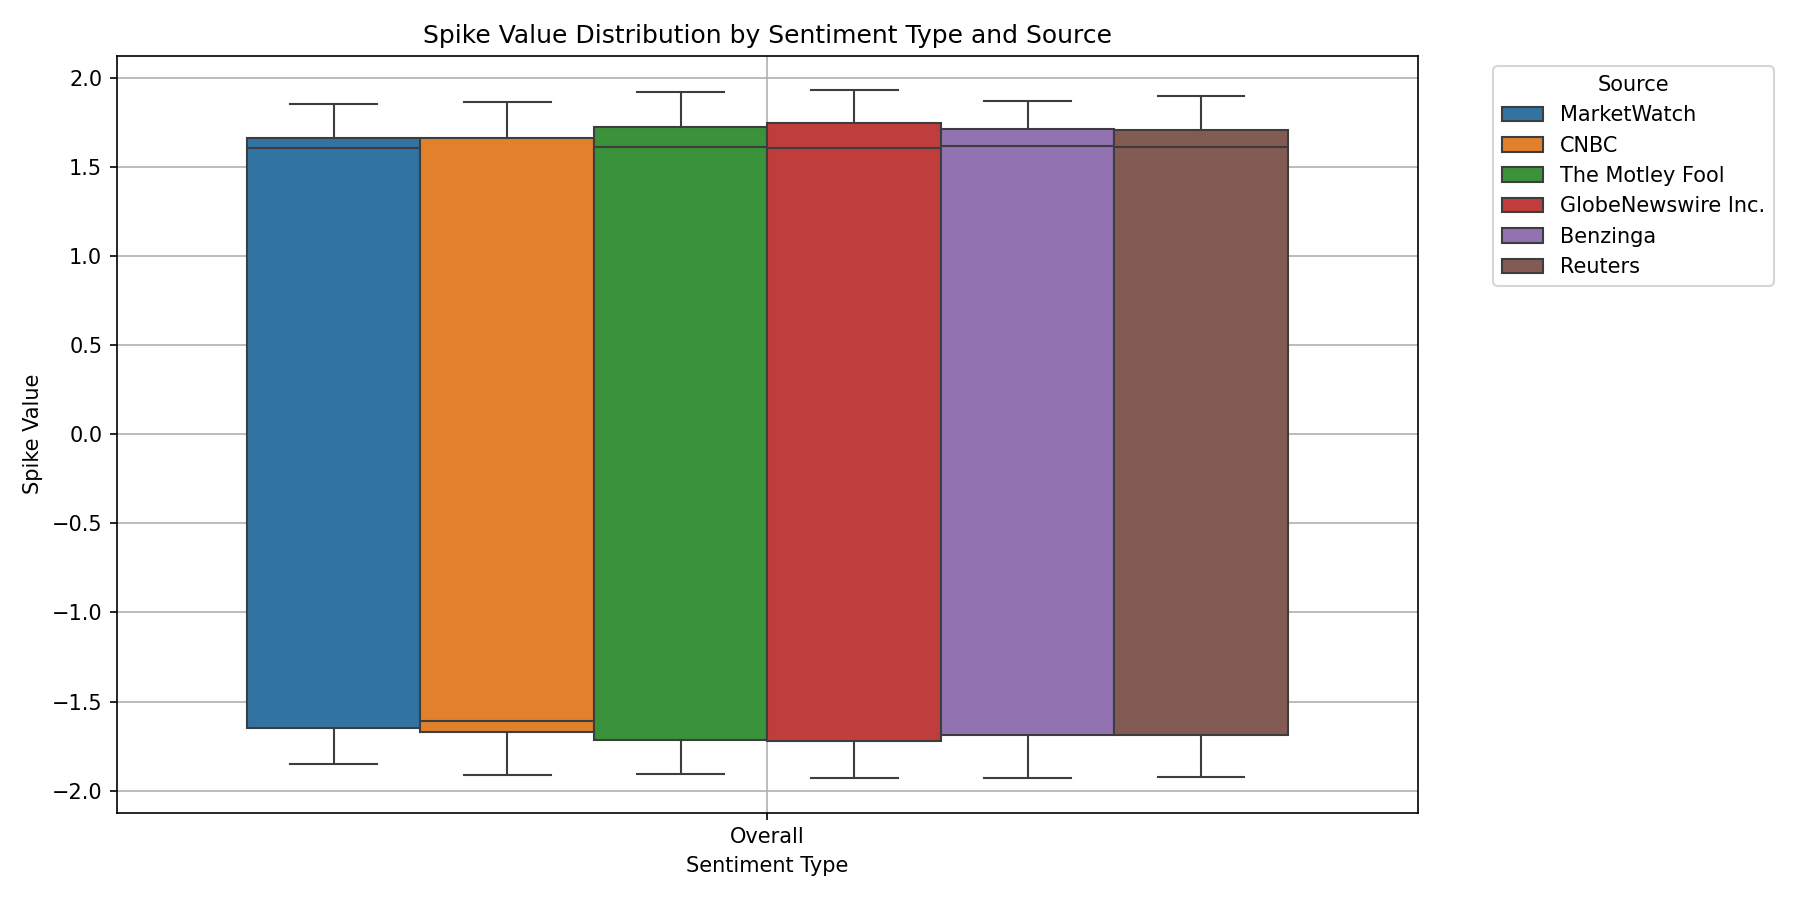 Spike Value Distribution by Sentiment Type and Source
Spike Value
2.0
1.5
1.0
0.5
0.0
−0.5
−1.0
−1.5
−2.0
Overall
Sentiment Type
Source
MarketWatch
CNBC
The Motley Fool
GlobeNewswire Inc.
Benzinga
Reuters